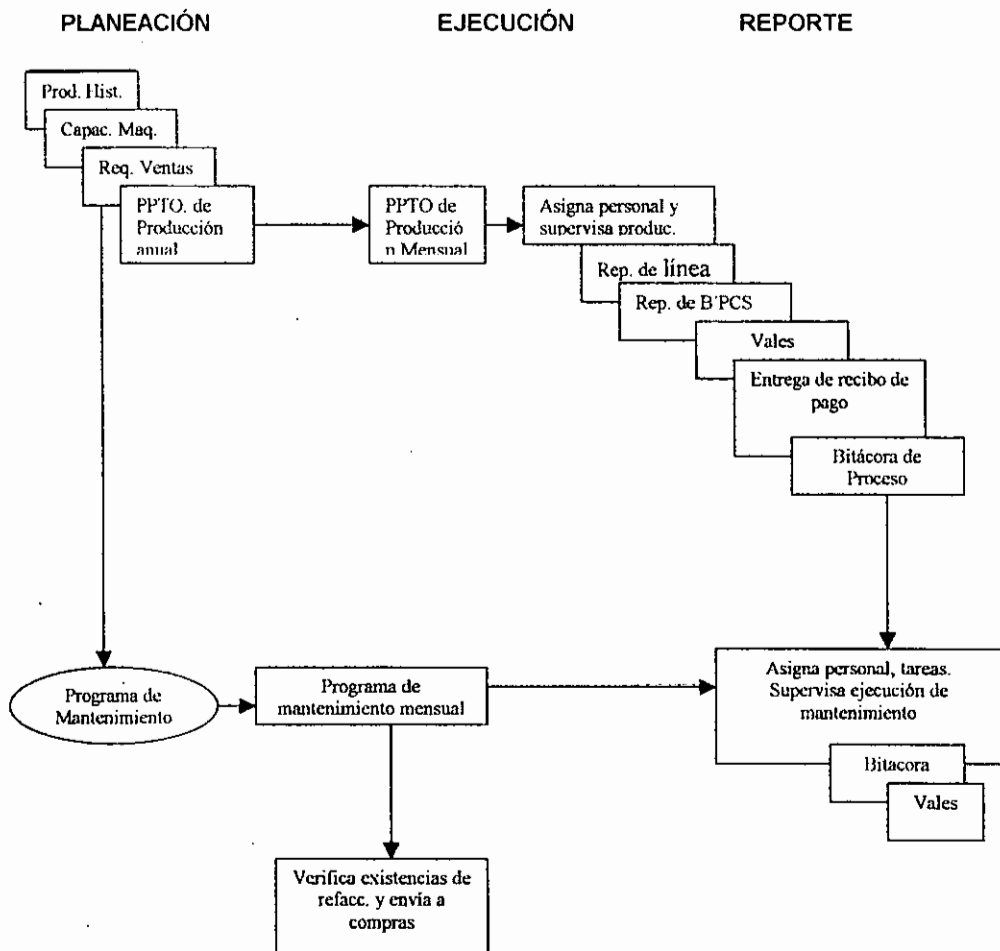 PLANEACIÓN
EJECUCIÓN
REPORTE
Prod. Hist.
Capac. Maq.
Req. Ventas
PPTO. de
Producción
anual
PPTO de
Producció
n Mensual
Asigna personal y
supervisa produc.
Rep. de línea
Rep. de B'PCS
Vales
Entrega de recibo de
pago
Bitácora de
Proceso
Programa de
Mantenimiento
Programa de
mantenimiento mensual
Asigna personal, tareas.
Supervisa ejecución de
mantenimiento
Bitacora
Vales
Verifica existencias de
refacc. y envía a
compras